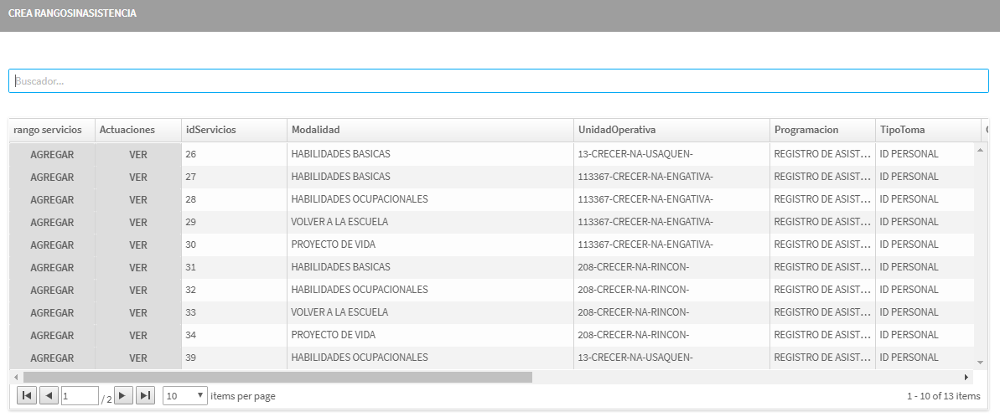 CREA RANGOSINASISTENCIA
Buscador...
rango servicios Actuaciones idServicios Modalidad UnidadOperativa Programacion TipoToma
AGREGAR VER 26 HABILIDADES BASICAS 13-CRECER-NA-USAQUEN- REGISTRO DE ASIST... ID PERSONAL
AGREGAR VER 27 HABILIDADES BASICAS 113367-CRECER-NA-ENGATIVA- REGISTRO DE ASIST... ID PERSONAL
AGREGAR VER 28 HABILIDADES OCUPACIONALES 113367-CRECER-NA-ENGATIVA- REGISTRO DE ASIST... ID PERSONAL
AGREGAR VER 29 VOLVER A LA ESCUELA 113367-CRECER-NA-ENGATIVA- REGISTRO DE ASIST... ID PERSONAL
AGREGAR VER 30 PROYECTO DE VIDA 113367-CRECER-NA-ENGATIVA- REGISTRO DE ASIST... ID PERSONAL
AGREGAR VER 31 HABILIDADES BASICAS 208-CRECER-NA-RINCON- REGISTRO DE ASIST... ID PERSONAL
AGREGAR VER 32 HABILIDADES OCUPACIONALES 208-CRECER-NA-RINCON- REGISTRO DE ASIST... ID PERSONAL
AGREGAR VER 33 VOLVER A LA ESCUELA 208-CRECER-NA-RINCON- REGISTRO DE ASIST... ID PERSONAL
AGREGAR VER 34 PROYECTO DE VIDA 208-CRECER-NA-RINCON- REGISTRO DE ASIST... ID PERSONAL
AGREGAR VER 39 HABILIDADES OCUPACIONALES 13-CRECER-NA-USAQUEN- REGISTRO DE ASIST... ID PERSONAL
1 / 2 10 items per page 1 - 10 of 13 items